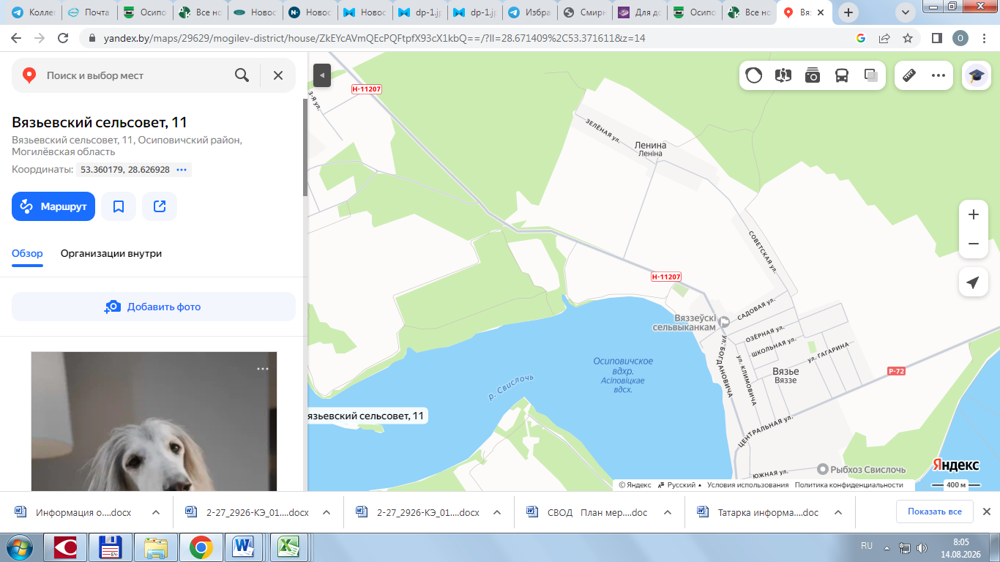 Коллег
Почта
Осипо
Все но
Новос
Новос
Новос
dp-1.jp
dp-1.jp
Избра
Смирн
Для до
Осипо
Все но
Вяз
yandex.by/maps/29629/mogilev-district/house/ZkEYcAVmQEcPQFtpfX93cX1kbQ==/?ll=28.671409%2C53.371611&z=14
О
Поиск и выбор мест
Вязьевский сельсовет, 11
Вязьевский сельсовет, 11, Осиповичский район,
Могилёвская область
Координаты: 53.360179, 28.626928
Маршрут
Обзор
Организации внутри
Добавить фото
3-я ул.
Н-11207
ЗЕЛЁНАЯ ул.
Ленина
Леніна
СОВЕТСКАЯ ул.
Н-11207
Вяззеўскі
сельвыканкам
САДОВАЯ ул.
ОЗЁРНАЯ ул.
ШКОЛЬНАЯ ул.
ул. ГАГАРИНА
ул. БОГДАНОВИЧА
ул. КЛИМОВИЧА
Вязье
Вяззе
Р-72
Осиповичское
вдхр.
Асіповіцкае
вдсх.
р. Свислочь
язьевский сельсовет, 11
ЦЕНТРАЛЬНАЯ ул.
ЮЖНАЯ ул.
Рыбхоз Свислочь
Яндекс
© Яндекс
Русский
Условия использования
Политика конфиденциальности
400 м
Информация о....docx
2-27_2926-КЭ_01....docx
2-27_2926-КЭ_01....docx
СВОД План мер....doc
Татарка информа....doc
Показать все
64
RU
8:05
14.08.2026